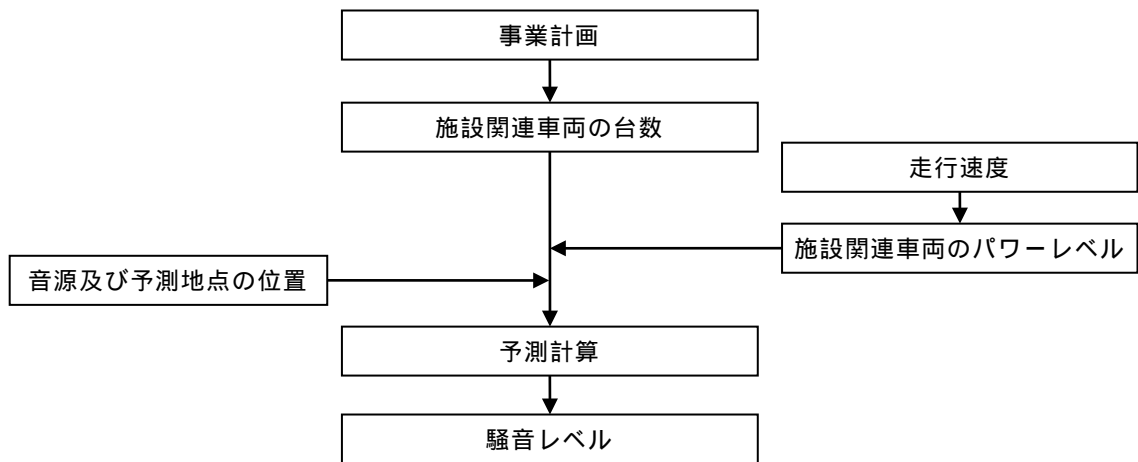 事業計画
施設関連車両の台数
走行速度
施設関連車両のパワーレベル
音源及び予測地点の位置
予測計算
騒音レベル